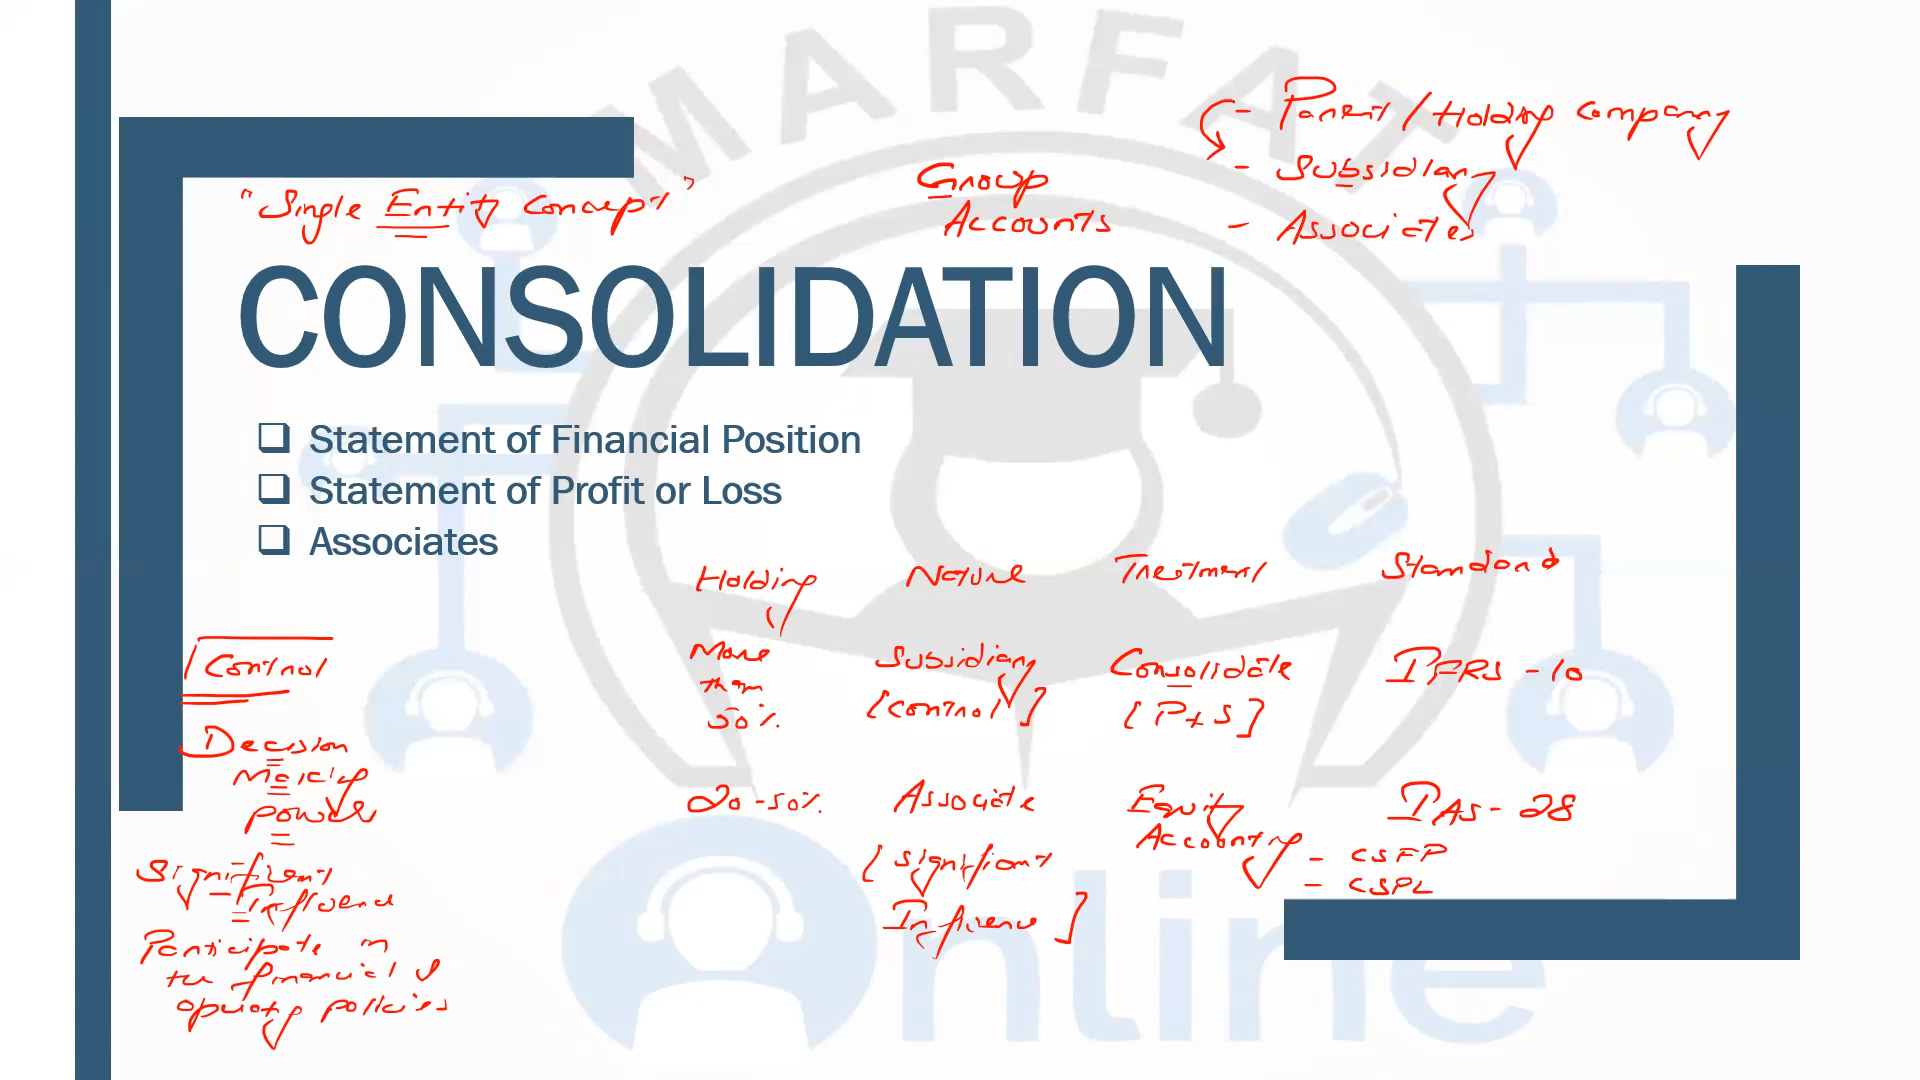 MARFAT
- Parent / Holding Company
- Subsidiary
- Associates
Group
Accounts
"Single Entity Concept"
CONSOLIDATION
❑ Statement of Financial Position
❑ Statement of Profit or Loss
❑ Associates
Holding Nature Treatment Standard
More than 50% Subsidiary [Control] Consolidate [P+S] IFRS - 10
20 - 50% Associate [Significant Influence] Equity Accounting IAS - 28
- CSFP
- CSPL
Control
Decision
Making
power
Significant
Influence
Participate in
the financial &
operating policies
Online